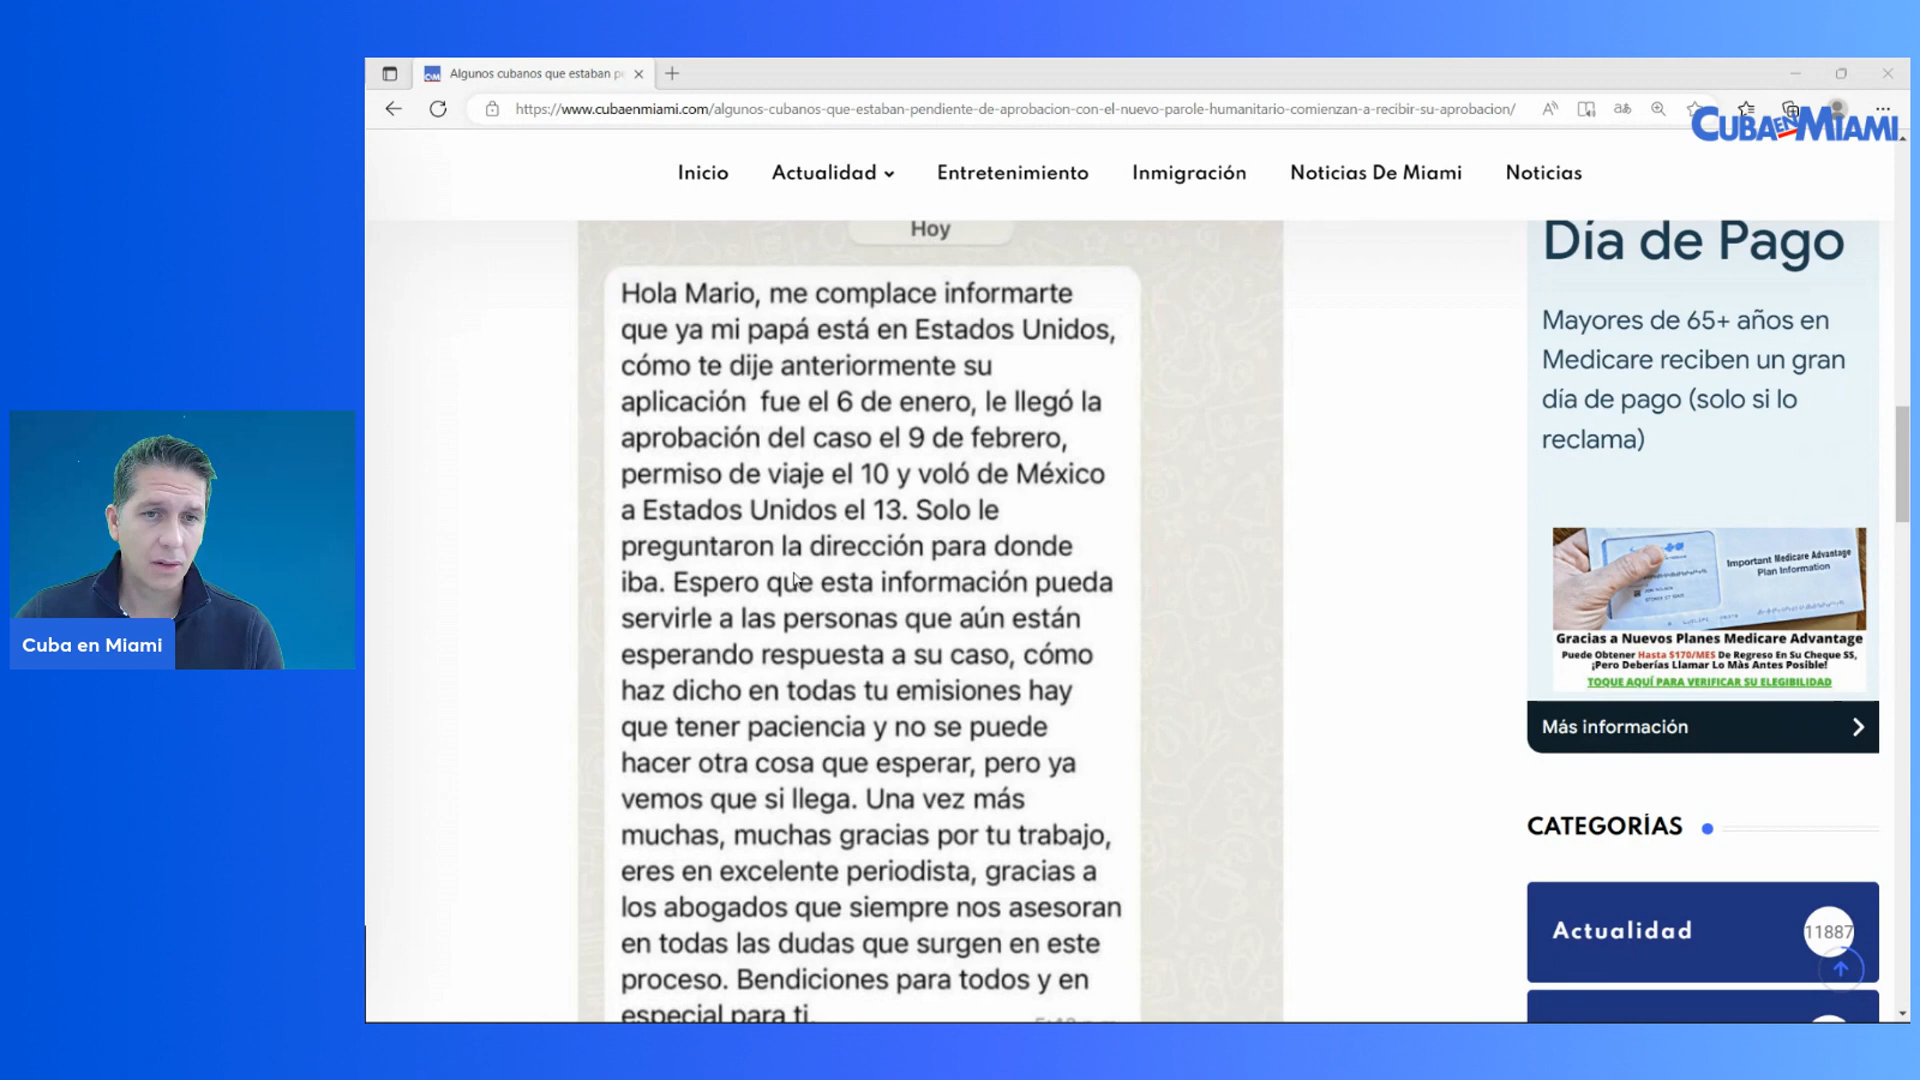 Algunos cubanos que estaban pe
https://www.cubaenmiami.com/algunos-cubanos-que-estaban-pendiente-de-aprobacion-con-el-nuevo-parole-humanitario-comienzan-a-recibir-su-aprobacion/
CUBA EN MIAMI
Inicio
Actualidad
Entretenimiento
Inmigración
Noticias De Miami
Noticias
Hoy
Hola Mario, me complace informarte
que ya mi papá está en Estados Unidos,
cómo te dije anteriormente su
aplicación fue el 6 de enero, le llegó la
aprobación del caso el 9 de febrero,
permiso de viaje el 10 y voló de México
a Estados Unidos el 13. Solo le
preguntaron la dirección para donde
iba. Espero que esta información pueda
servirle a las personas que aún están
esperando respuesta a su caso, cómo
haz dicho en todas tu emisiones hay
que tener paciencia y no se puede
hacer otra cosa que esperar, pero ya
vemos que si llega. Una vez más
muchas, muchas gracias por tu trabajo,
eres en excelente periodista, gracias a
los abogados que siempre nos asesoran
en todas las dudas que surgen en este
proceso. Bendiciones para todos y en
especial para ti.
Día de Pago
Mayores de 65+ años en
Medicare reciben un gran
día de pago (solo si lo
reclama)
Important Medicare Advantage
Plan Information
Gracias a Nuevos Planes Medicare Advantage
Puede Obtener Hasta $170/MES De Regreso En Su Cheque SS,
¡Pero Deberías Llamar Lo Màs Antes Posible!
TOQUE AQUÍ PARA VERIFICAR SU ELEGIBILIDAD
Más información
CATEGORÍAS
Actualidad
11887
Cuba en Miami